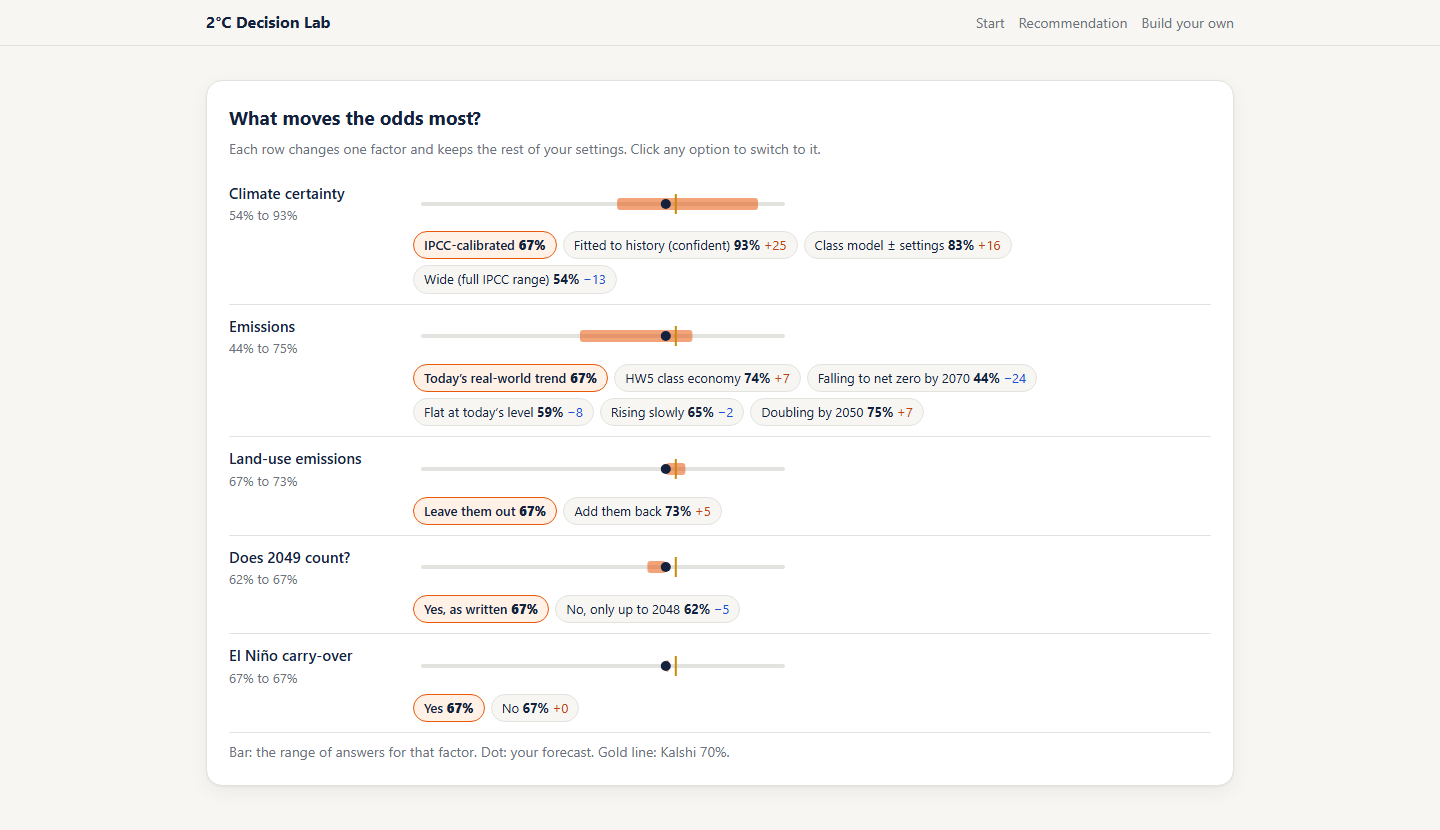 2°C Decision Lab
Start Recommendation Build your own
What moves the odds most?
Each row changes one factor and keeps the rest of your settings. Click any option to switch to it.
Climate certainty
54% to 93%
IPCC-calibrated 67% Fitted to history (confident) 93% +25 Class model ± settings 83% +16
Wide (full IPCC range) 54% −13
Emissions
44% to 75%
Today's real-world trend 67% HW5 class economy 74% +7 Falling to net zero by 2070 44% −24
Flat at today's level 59% −8 Rising slowly 65% −2 Doubling by 2050 75% +7
Land-use emissions
67% to 73%
Leave them out 67% Add them back 73% +5
Does 2049 count?
62% to 67%
Yes, as written 67% No, only up to 2048 62% −5
El Niño carry-over
67% to 67%
Yes 67% No 67% +0
Bar: the range of answers for that factor. Dot: your forecast. Gold line: Kalshi 70%.